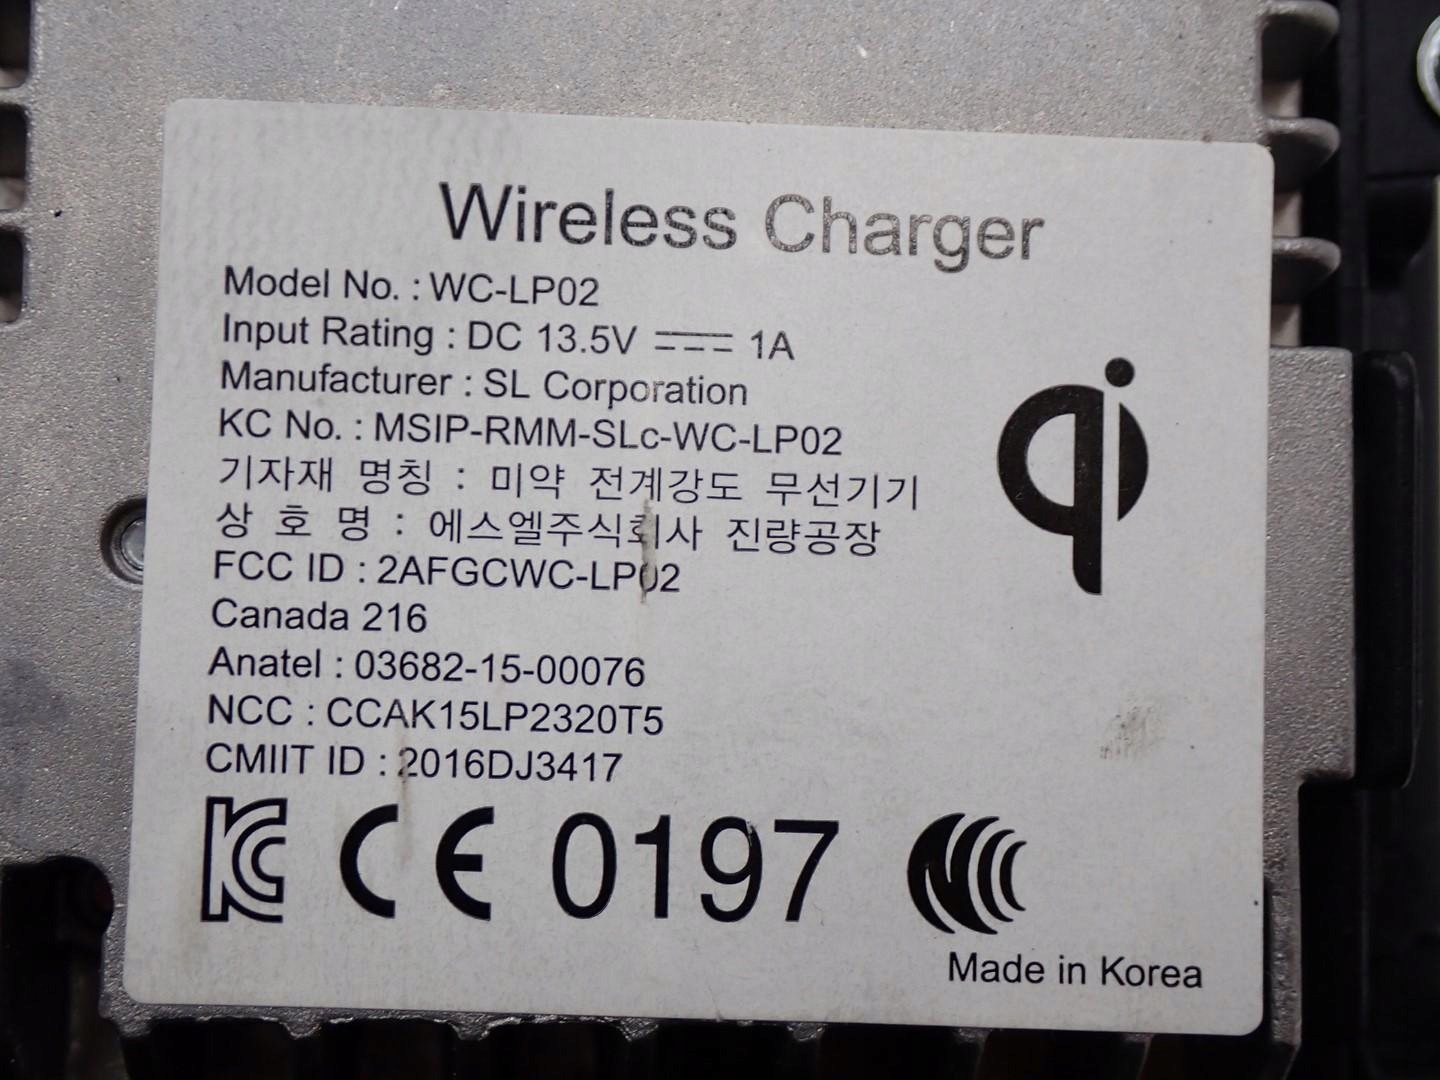 Wireless Charger
Model No. : WC-LP02
Input Rating : DC 13.5V ⎓ 1A
Manufacturer : SL Corporation
KC No. : MSIP-RMM-SLc-WC-LP02
기자재 명칭 : 미약 전계강도 무선기기
상 호 명 : 에스엘주식회사 진량공장
FCC ID : 2AFGCWC-LP02
Canada 216
Anatel : 03682-15-00076
NCC : CCAK15LP2320T5
CMIIT ID : 2016DJ3417
qi
KC CE 0197 NCC
Made in Korea